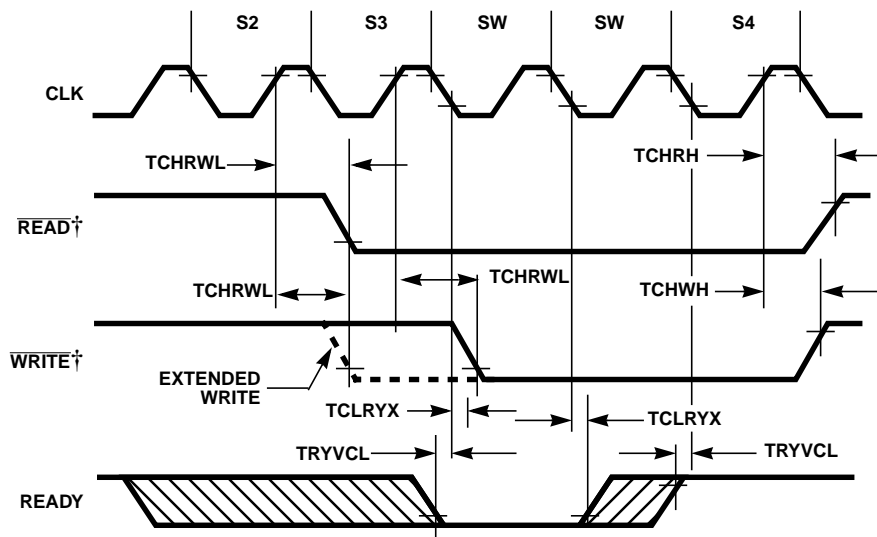 S2 S3 SW SW S4
CLK
TCHRWL TCHRH
READ†
TCHRWL TCHRWL TCHWH
WRITE†
EXTENDED
WRITE
TCLRYX TCLRYX
TRYVCL TRYVCL
READY